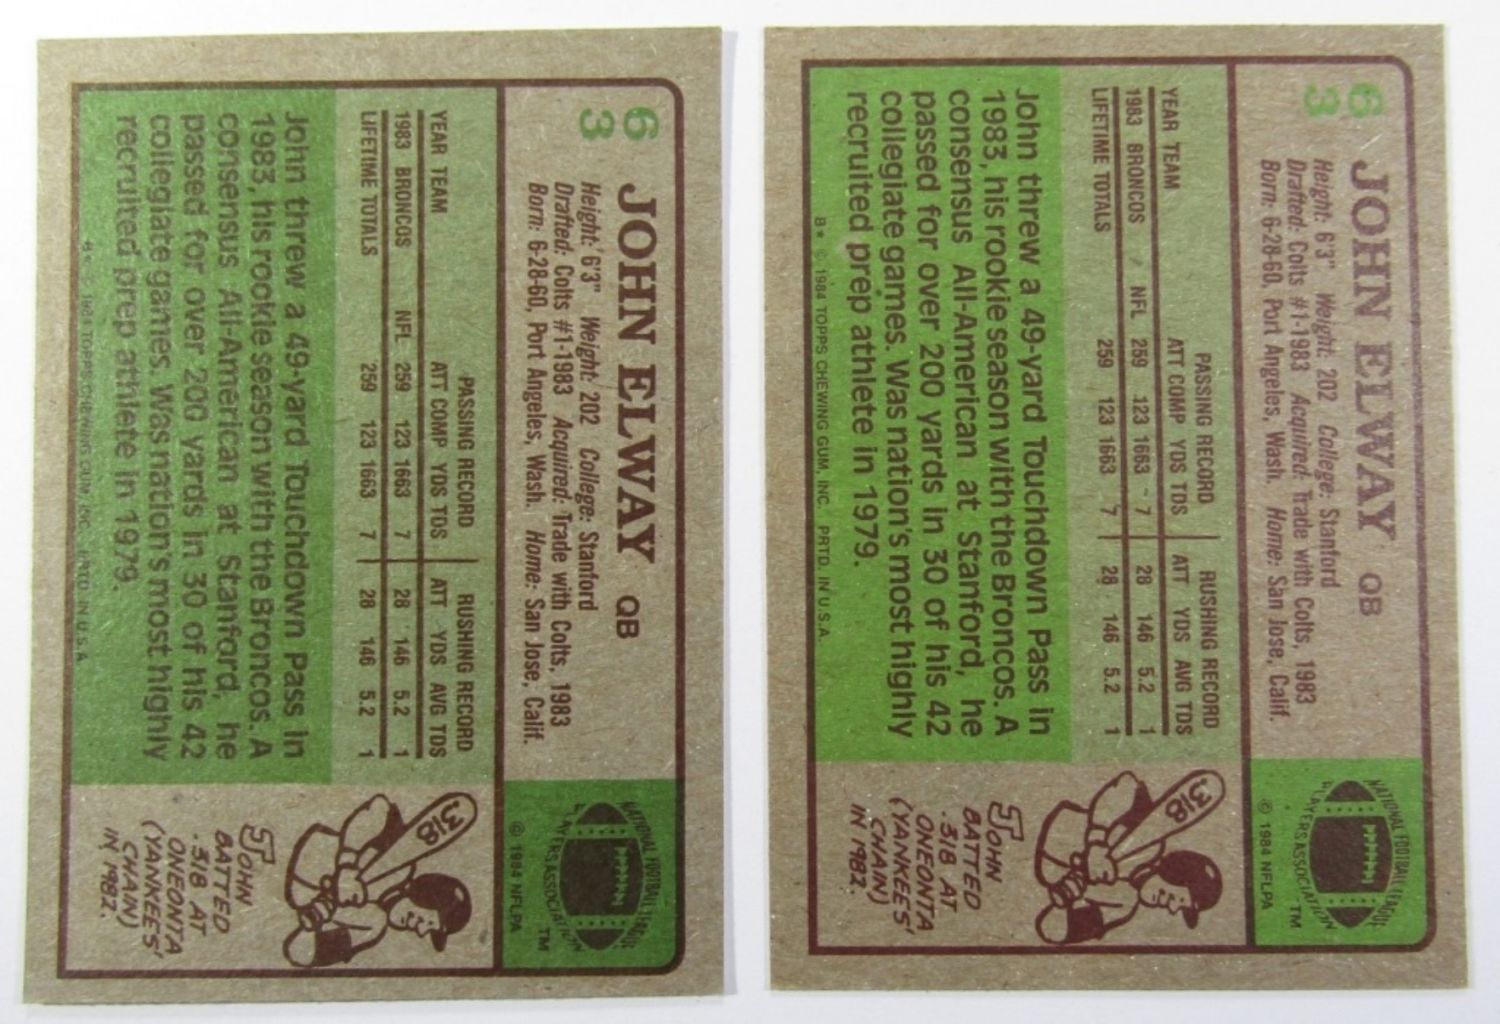 63
JOHN ELWAY QB
Height: 6'3" Weight: 202 College: Stanford
Drafted: Colts #1-1983 Acquired: Trade with Colts, 1983
Born: 6-28-60, Port Angeles, Wash. Home: San Jose, Calif.
PASSING RECORD RUSHING RECORD
YEAR TEAM ATT COMP YDS TDS ATT YDS AVG TDS
1983 BRONCOS NFL 259 123 1663 7 28 146 5.2 1
LIFETIME TOTALS 259 123 1663 7 28 146 5.2 1
John threw a 49-yard Touchdown Pass in
1983, his rookie season with the Broncos. A
consensus All-American at Stanford, he
passed for over 200 yards in 30 of his 42
collegiate games. Was nation's most highly
recruited prep athlete in 1979.
B* © 1984 TOPPS CHEWING GUM, INC. PRTD. IN U.S.A.
NATIONAL FOOTBALL LEAGUE
PLAYERS ASSOCIATION
TM
© 1984 NFLPA
318
JOHN
BATTED
.318 AT
ONEONTA
(YANKEES'
CHAIN)
IN 1982.
63
JOHN ELWAY QB
Height: 6'3" Weight: 202 College: Stanford
Drafted: Colts #1-1983 Acquired: Trade with Colts, 1983
Born: 6-28-60, Port Angeles, Wash. Home: San Jose, Calif.
PASSING RECORD RUSHING RECORD
YEAR TEAM ATT COMP YDS TDS ATT YDS AVG TDS
1983 BRONCOS NFL 259 123 1663 7 28 146 5.2 1
LIFETIME TOTALS 259 123 1663 7 28 146 5.2 1
John threw a 49-yard Touchdown Pass in
1983, his rookie season with the Broncos. A
consensus All-American at Stanford, he
passed for over 200 yards in 30 of his 42
collegiate games. Was nation's most highly
recruited prep athlete in 1979.
B* © 1984 TOPPS CHEWING GUM, INC. PRTD. IN U.S.A.
NATIONAL FOOTBALL LEAGUE
PLAYERS ASSOCIATION
TM
© 1984 NFLPA
318
JOHN
BATTED
.318 AT
ONEONTA
(YANKEES'
CHAIN)
IN 1982.